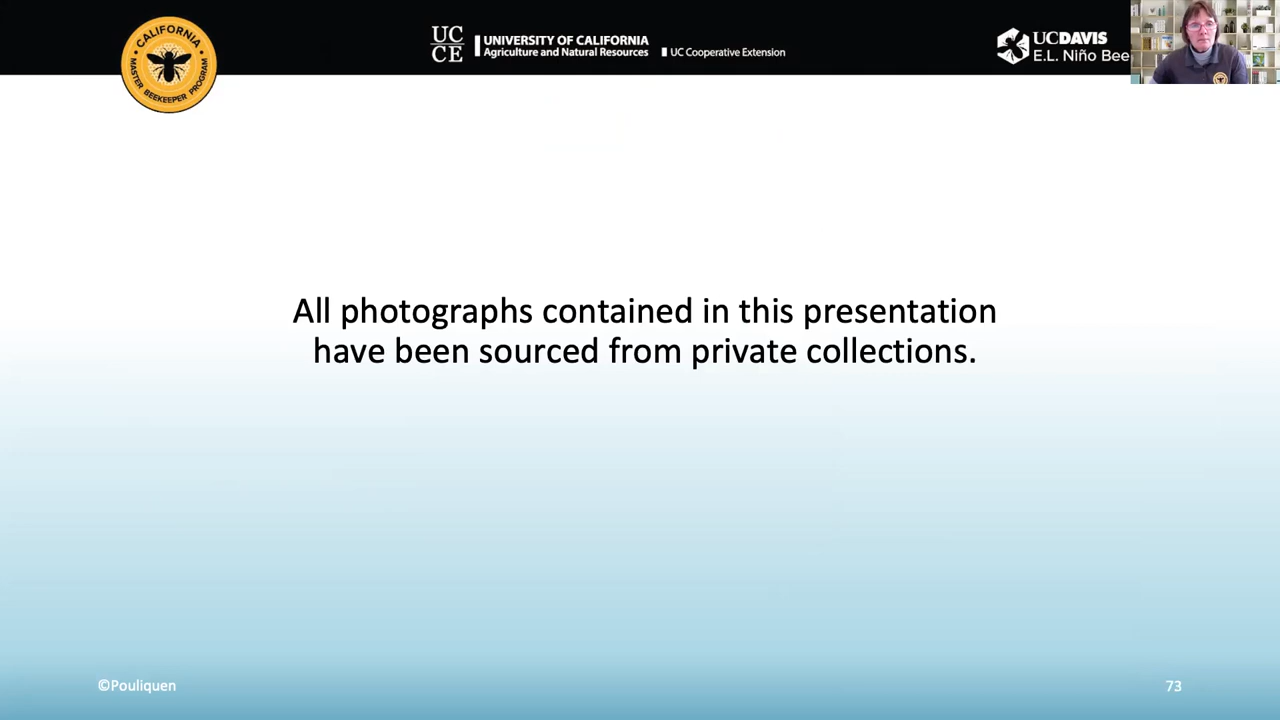 CALIFORNIA
MASTER BEEKEEPER PROGRAM
UC
CE
UNIVERSITY OF CALIFORNIA
Agriculture and Natural Resources
UC Cooperative Extension
UCDAVIS
E.L. Niño Bee
All photographs contained in this presentation
have been sourced from private collections.
©Pouliquen
73